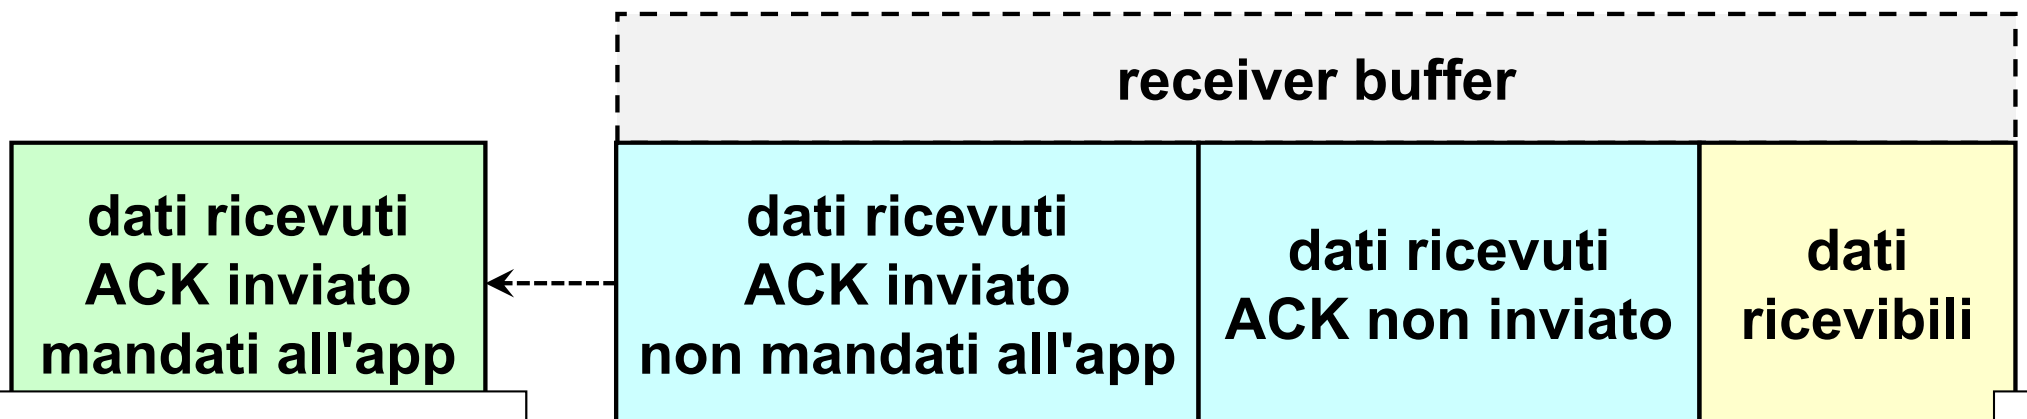 receiver buffer
dati ricevuti
ACK inviato
mandati all'app
dati ricevuti
ACK inviato
non mandati all'app
dati ricevuti
ACK non inviato
dati
ricevibili